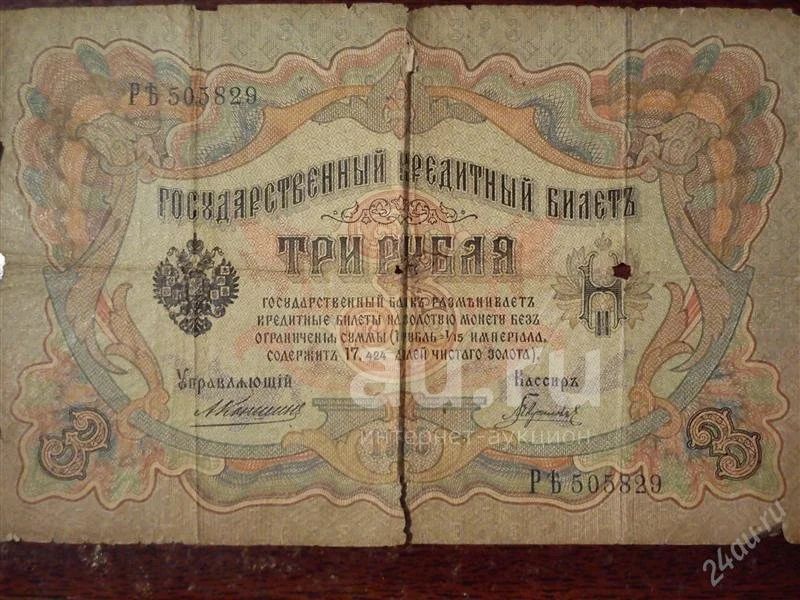 РѢ 505829
ГОСУДАРСТВЕННЫЙ КРЕДИТНЫЙ БИЛЕТЪ
ТРИ РУБЛЯ
ГОСУДАРСТВЕННЫЙ БАНКЪ РАЗМѢНИВАЕТЪ
КРЕДИТНЫЕ БИЛЕТЫ НА ЗОЛОТУЮ МОНЕТУ БЕЗЪ
ОГРАНИЧЕНІЯ СУММЫ (1 РУБЛЬ = 1/15 ИМПЕРІАЛА,
СОДЕРЖИТЪ 17,424 ДОЛЕЙ ЧИСТАГО ЗОЛОТА).
Управляющій
Кассиръ
au.ru
Интернет-аукцион
3
3
РѢ 505829
24au.ru